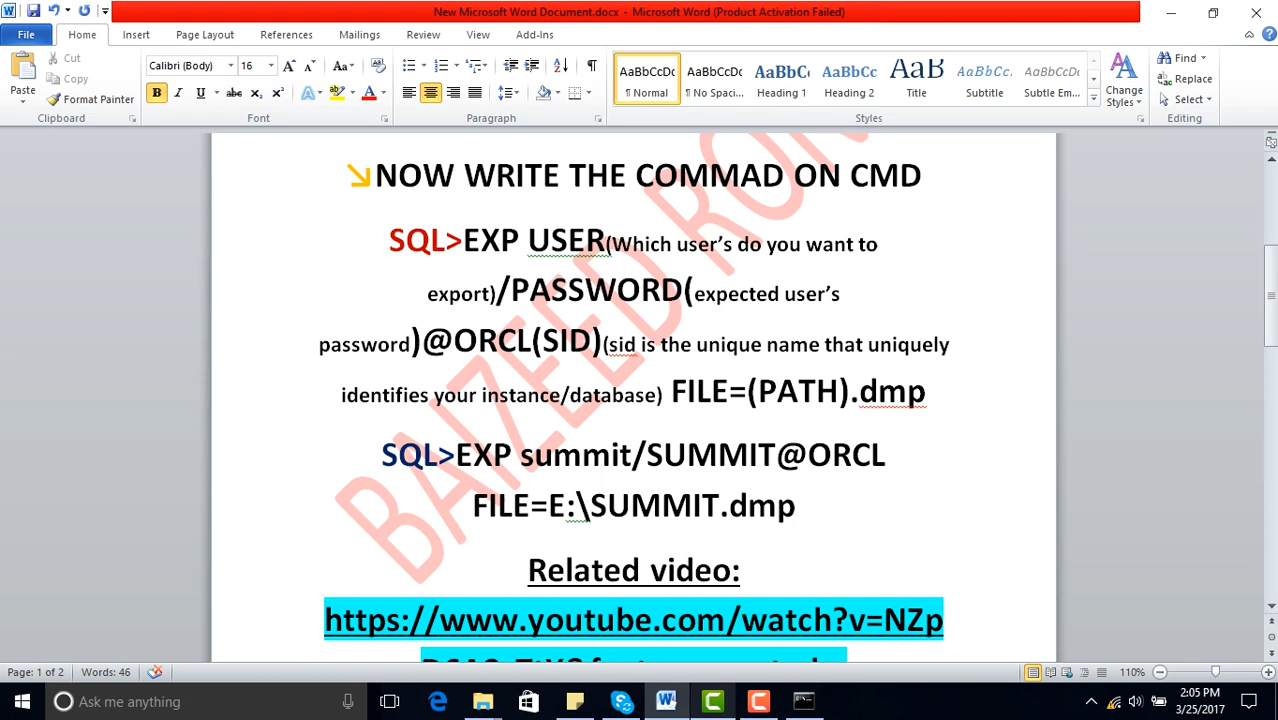 New Microsoft Word Document.docx - Microsoft Word (Product Activation Failed)
File Home Insert Page Layout References Mailings Review View Add-Ins
Paste
Cut
Copy
Format Painter
Clipboard
Calibri (Body) 16
Font
Paragraph
AaBbCcDc AaBbCcDc AaBbC AaBbCc AaB AaBbCcL AaBbCcDc
¶ Normal ¶ No Spaci... Heading 1 Heading 2 Title Subtitle Subtle Em...
Change Styles
Styles
Find
Replace
Select
Editing
↘NOW WRITE THE COMMAD ON CMD
SQL>EXP USER(Which user’s do you want to
export)/PASSWORD(expected user’s
password)@ORCL(SID)(sid is the unique name that uniquely
identifies your instance/database) FILE=(PATH).dmp
SQL>EXP summit/SUMMIT@ORCL
FILE=E:\SUMMIT.dmp
Related video:
https://www.youtube.com/watch?v=NZp
BAIZEED RON
Page: 1 of 2 Words: 46 110%
Ask me anything
2:05 PM
3/25/2017